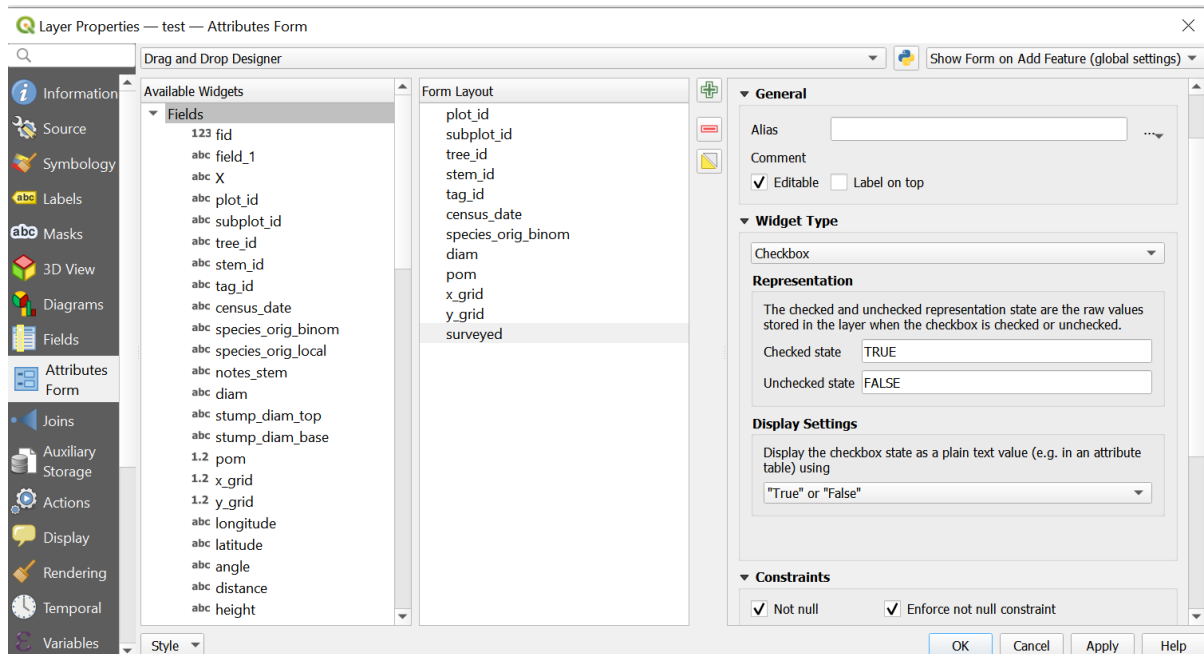 Layer Properties — test — Attributes Form
Drag and Drop Designer
Show Form on Add Feature (global settings)
Information
Source
Symbology
abc Labels
abc Masks
3D View
Diagrams
Fields
Attributes
Form
Joins
Auxiliary
Storage
Actions
Display
Rendering
Temporal
Variables
Available Widgets
Fields
123 fid
abc field_1
abc X
abc plot_id
abc subplot_id
abc tree_id
abc stem_id
abc tag_id
abc census_date
abc species_orig_binom
abc species_orig_local
abc notes_stem
abc diam
abc stump_diam_top
abc stump_diam_base
1.2 pom
1.2 x_grid
1.2 y_grid
abc longitude
abc latitude
abc angle
abc distance
abc height
Form Layout
plot_id
subplot_id
tree_id
stem_id
tag_id
census_date
species_orig_binom
diam
pom
x_grid
y_grid
surveyed
General
Alias
...
Comment
Editable Label on top
Widget Type
Checkbox
Representation
The checked and unchecked representation state are the raw values
stored in the layer when the checkbox is checked or unchecked.
Checked state TRUE
Unchecked state FALSE
Display Settings
Display the checkbox state as a plain text value (e.g. in an attribute
table) using
"True" or "False"
Constraints
Not null Enforce not null constraint
Style
OK Cancel Apply Help